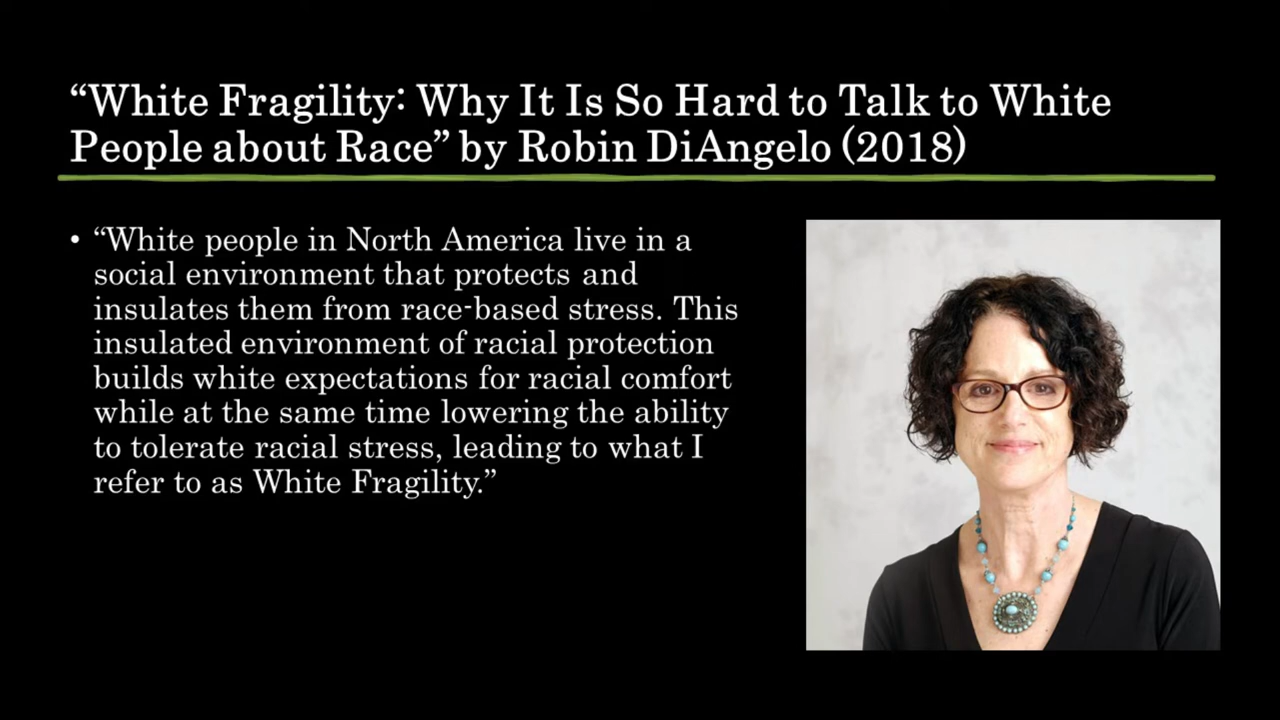 “White Fragility: Why It Is So Hard to Talk to White
People about Race” by Robin DiAngelo (2018)
• “White people in North America live in a
social environment that protects and
insulates them from race-based stress. This
insulated environment of racial protection
builds white expectations for racial comfort
while at the same time lowering the ability
to tolerate racial stress, leading to what I
refer to as White Fragility.”